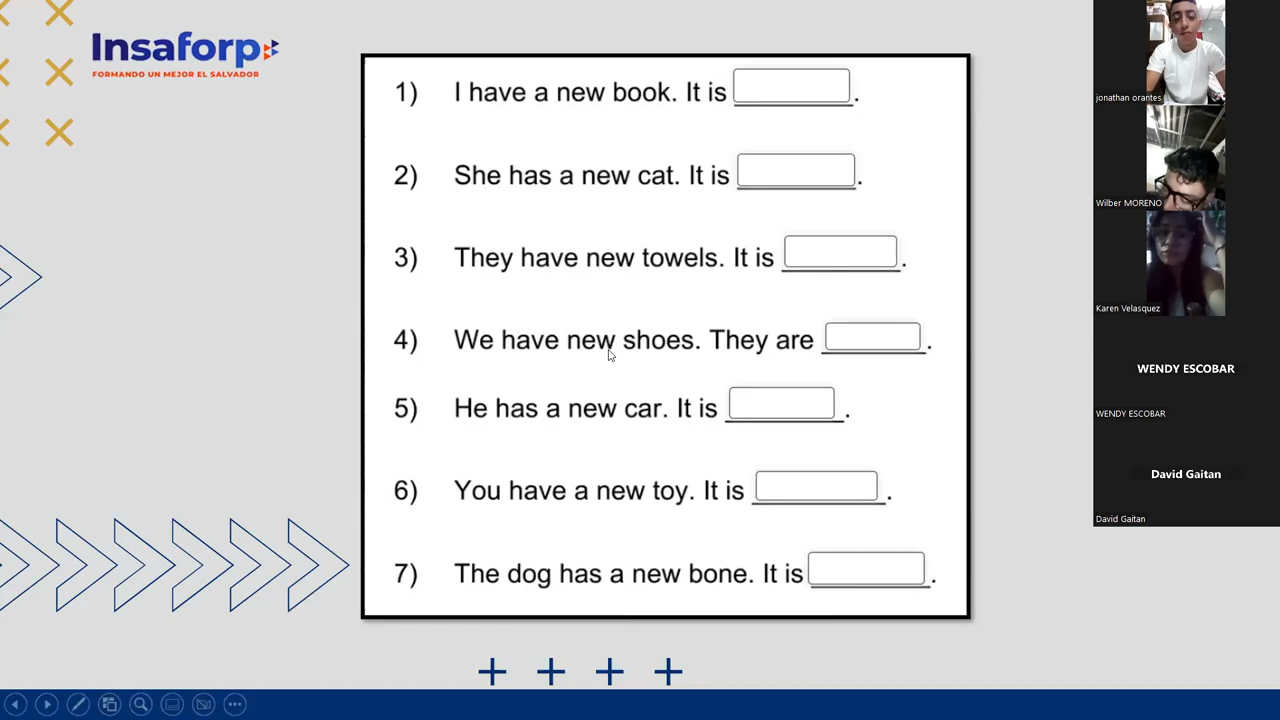 Insaforp
FORMANDO UN MEJOR EL SALVADOR
1) I have a new book. It is .
2) She has a new cat. It is .
3) They have new towels. It is .
4) We have new shoes. They are .
5) He has a new car. It is .
6) You have a new toy. It is .
7) The dog has a new bone. It is .
jonathan orantes
Wilber MORENO
Karen Velasquez
WENDY ESCOBAR
WENDY ESCOBAR
David Gaitan
David Gaitan